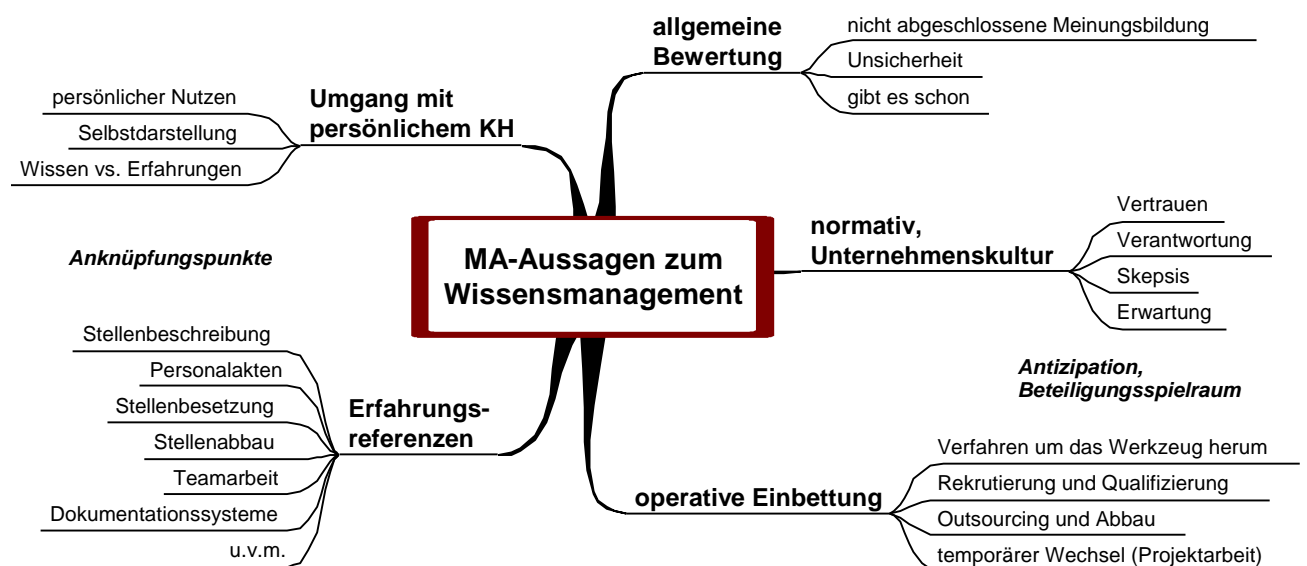 MA-Aussagen zum
Wissensmanagement
allgemeine
Bewertung
nicht abgeschlossene Meinungsbildung
Unsicherheit
gibt es schon
normativ,
Unternehmenskultur
Vertrauen
Verantwortung
Skepsis
Erwartung
Antizipation,
Beteiligungsspielraum
operative Einbettung
Verfahren um das Werkzeug herum
Rekrutierung und Qualifizierung
Outsourcing und Abbau
temporärer Wechsel (Projektarbeit)
Umgang mit
persönlichem KH
persönlicher Nutzen
Selbstdarstellung
Wissen vs. Erfahrungen
Anknüpfungspunkte
Erfahrungs-
referenzen
Stellenbeschreibung
Personalakten
Stellenbesetzung
Stellenabbau
Teamarbeit
Dokumentationssysteme
u.v.m.